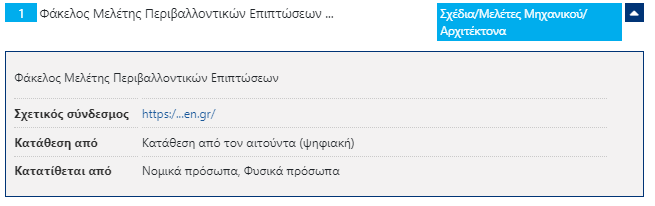 1 Φάκελος Μελέτης Περιβαλλοντικών Επιπτώσεων ... Σχέδια/Μελέτες Μηχανικού/
Αρχιτέκτονα
Φάκελος Μελέτης Περιβαλλοντικών Επιπτώσεων
Σχετικός σύνδεσμος https:/...en.gr/
Κατάθεση από Κατάθεση από τον αιτούντα (ψηφιακή)
Κατατίθεται από Νομικά πρόσωπα, Φυσικά πρόσωπα